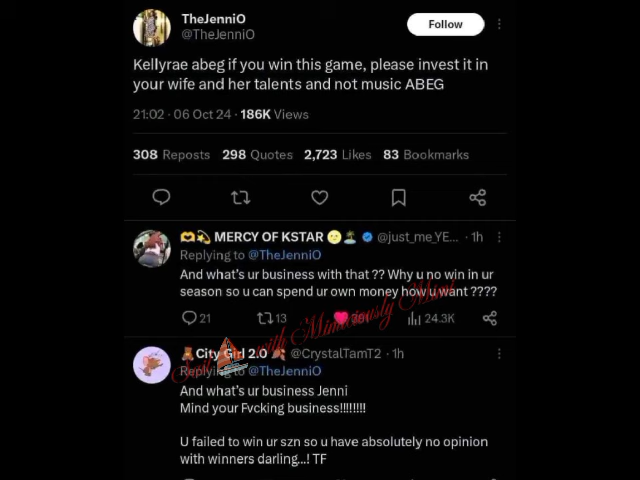 TheJenniO
@TheJenniO
Follow
Kellyrae abeg if you win this game, please invest it in
your wife and her talents and not music ABEG
21:02 · 06 Oct 24 · 186K Views
308 Reposts 298 Quotes 2,723 Likes 83 Bookmarks
MERCY OF KSTAR @just_me_YE... · 1h
Replying to @TheJenniO
And what's ur business with that ?? Why u no win in ur
season so u can spend ur own money how u want ????
21 13 24.3K
Sail with Mimiciously Mimi
City Girl 2.0 @CrystalTamT2 · 1h
Replying to @TheJenniO
And what's ur business Jenni
Mind your Fvcking business!!!!!!!!
U failed to win ur szn so u have absolutely no opinion
with winners darling...! TF